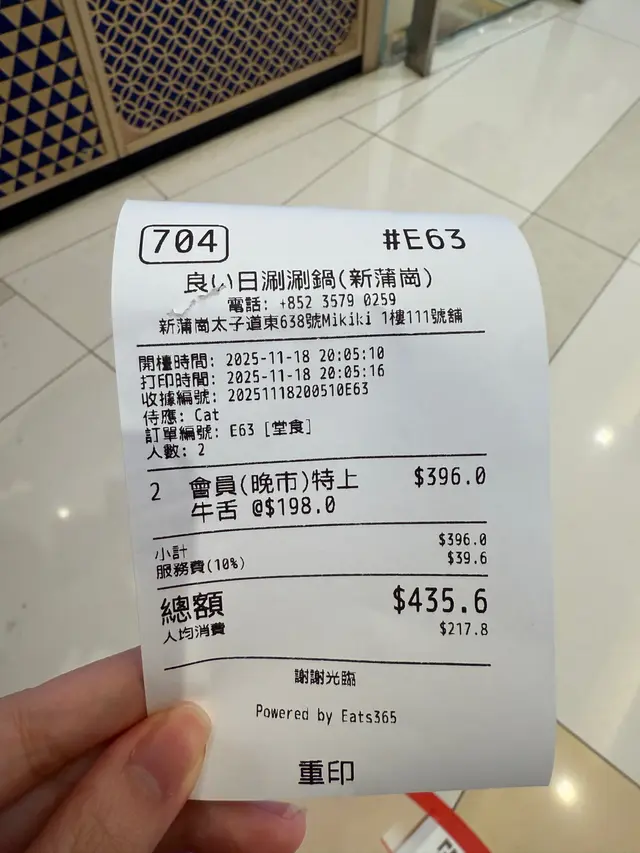 704 #E63
良い日涮涮鍋(新蒲崗)
電話: +852 3579 0259
新蒲崗太子道東638號Mikiki 1樓111號舖
開檯時間: 2025-11-18 20:05:10
打印時間: 2025-11-18 20:05:16
收據編號: 20251118200510E63
侍應: Cat
訂單編號: E63 [堂食]
人數: 2
2 會員(晚市)特上 $396.0
牛舌 @$198.0
小計 $396.0
服務費(10%) $39.6
總額 $435.6
人均消費 $217.8
謝謝光臨
Powered by Eats365
重印